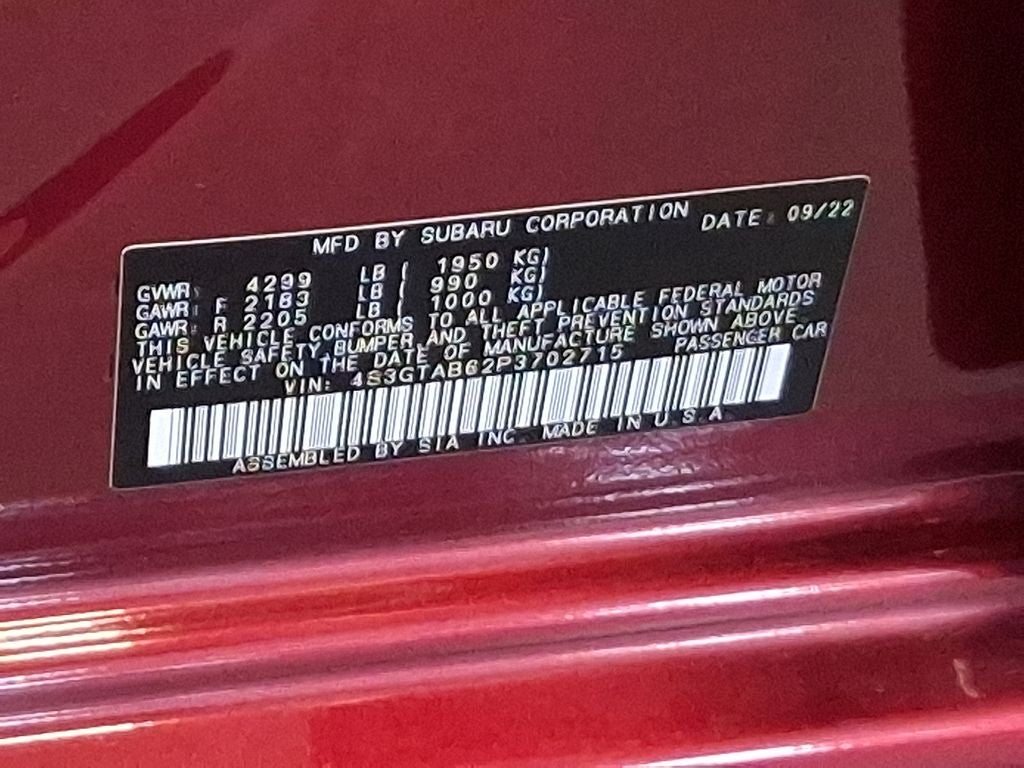 MFD BY SUBARU CORPORATION DATE: 09/22
GVWR: 4299 LB ( 1950 KG)
GAWR: F 2183 LB ( 990 KG)
GAWR: R 2205 LB ( 1000 KG)
THIS VEHICLE CONFORMS TO ALL APPLICABLE FEDERAL MOTOR
VEHICLE SAFETY, BUMPER AND THEFT PREVENTION STANDARDS
IN EFFECT ON THE DATE OF MANUFACTURE SHOWN ABOVE.
VIN: 4S3GTAB62P3702715 PASSENGER CAR
ASSEMBLED BY SIA INC. MADE IN U.S.A.